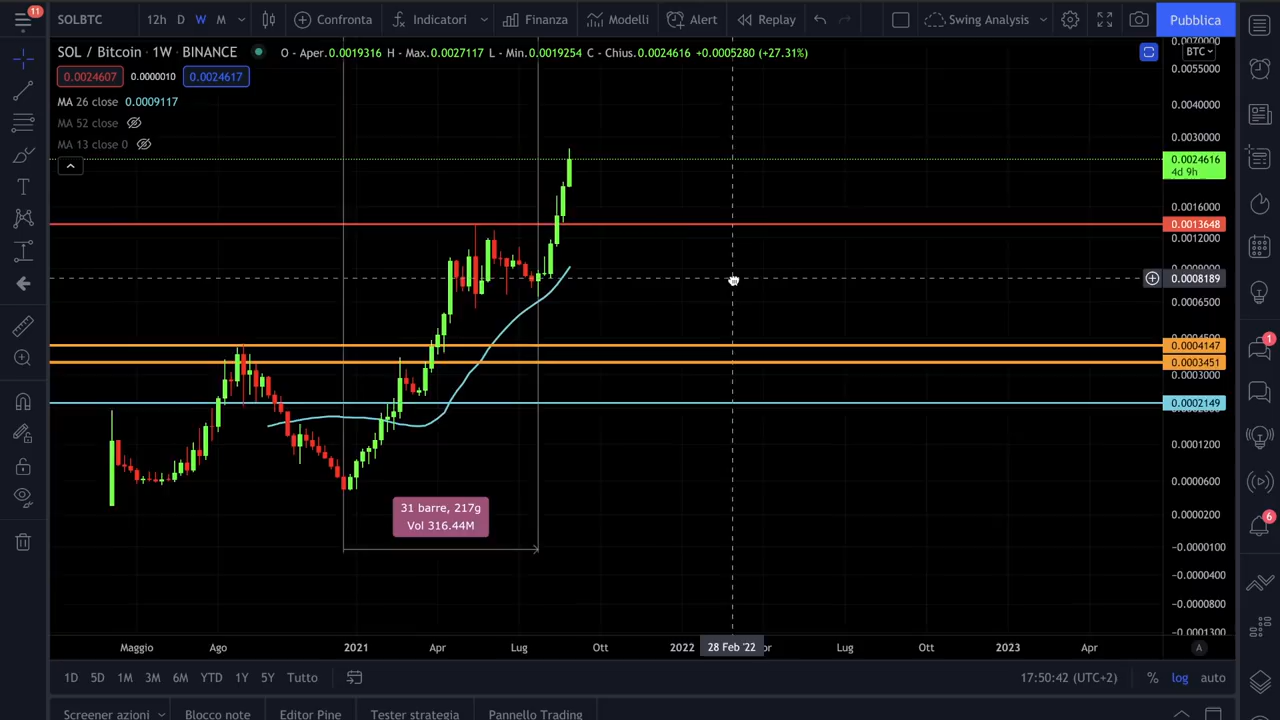 11
SOLBTC
12h D W M
Confronta
Indicatori
Finanza
Modelli
Alert
Replay
Swing Analysis
Pubblica
SOL / Bitcoin · 1W · BINANCE
O - Aper.0.0019316 H - Max.0.0027117 L - Min.0.0019254 C - Chius.0.0024616 +0.0005280 (+27.31%)
0.0024607 0.0000010 0.0024617
MA 26 close 0.0009117
MA 52 close
MA 13 close 0
BTC
0.0055000
0.0040000
0.0030000
0.0024616
4d 9h
0.0016000
0.0013648
0.0012000
0.0008189
0.0006500
0.0004147
0.0003451
0.0003000
0.0002149
0.0001200
0.0000600
0.0000200
−0.0000100
−0.0000400
−0.0000800
−0.0001300
31 barre, 217g
Vol 316.44M
Maggio Ago 2021 Apr Lug Ott 2022 28 Feb '22 Lug Ott 2023 Apr
A
1D 5D 1M 3M 6M YTD 1Y 5Y Tutto
17:50:42 (UTC+2) % log auto
Screener azioni Blocco note Editor Pine Tester strategia Pannello Trading
1
6